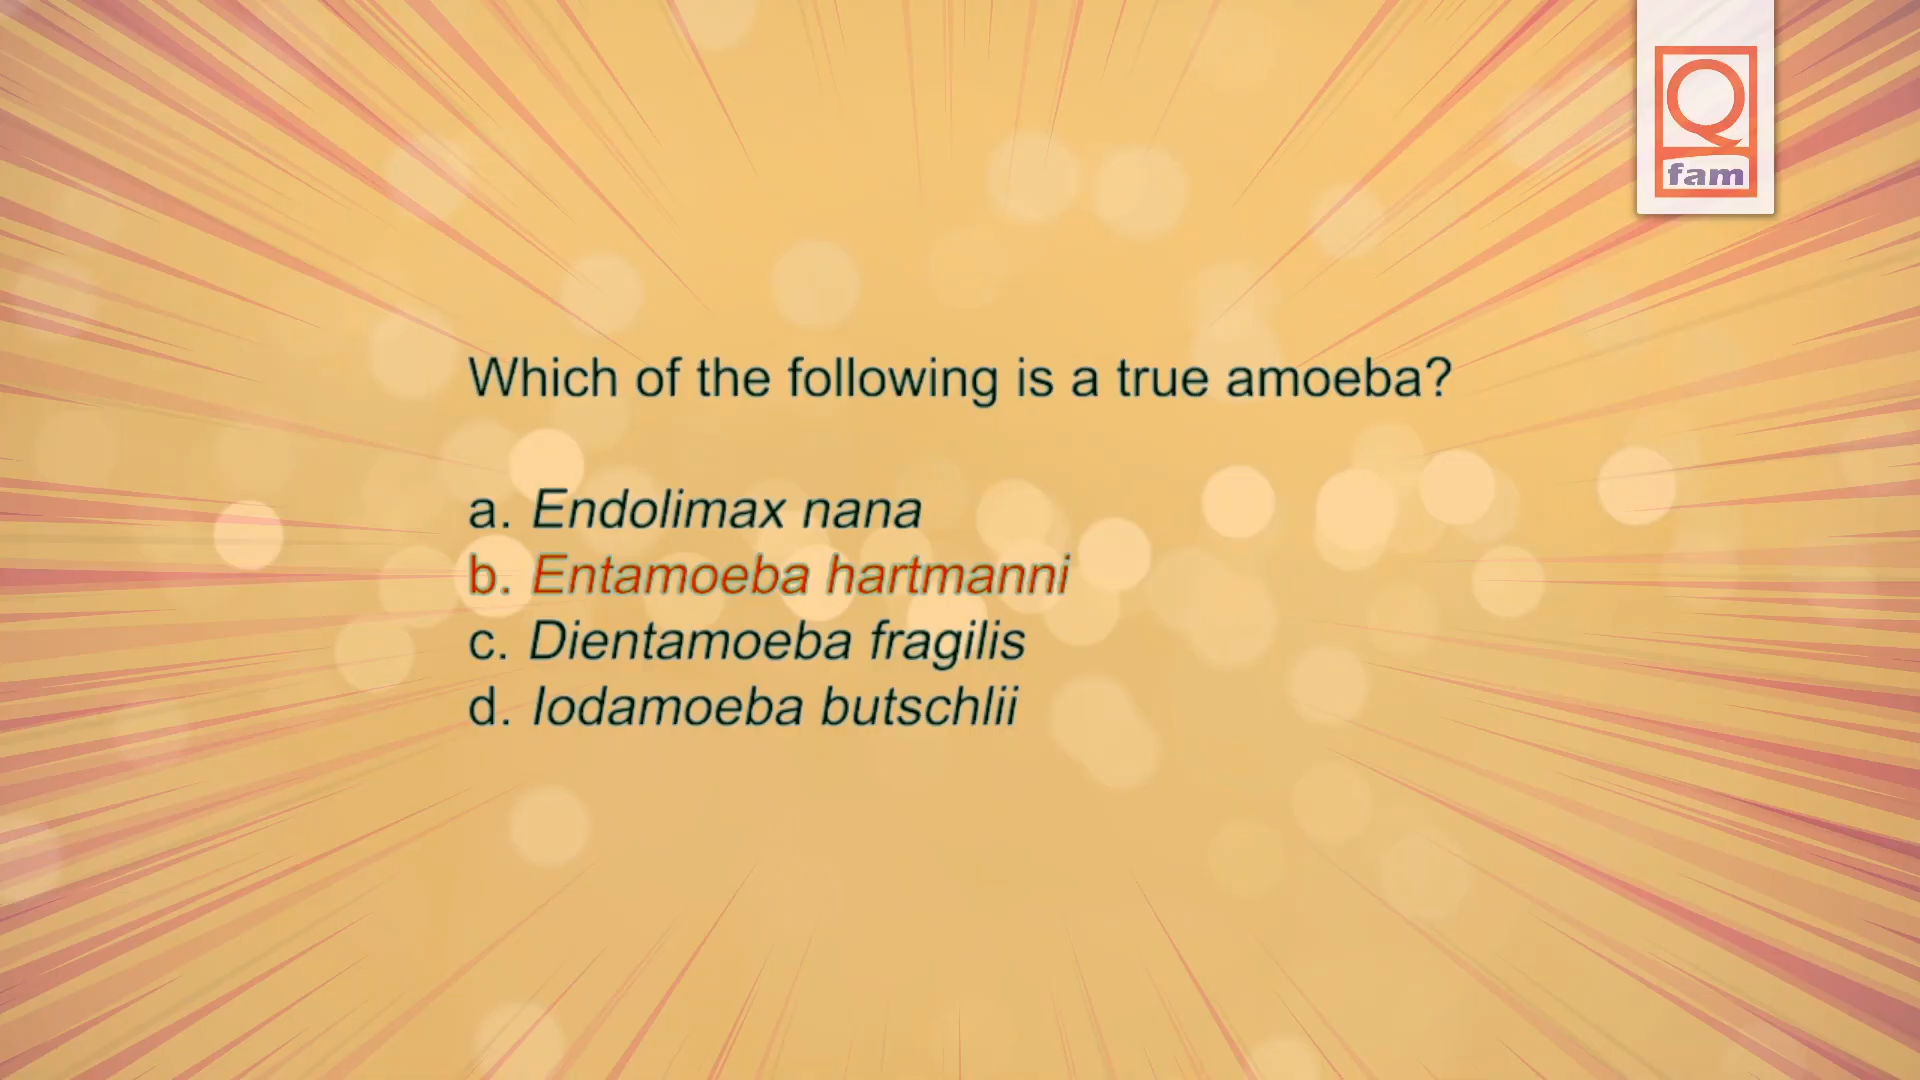 Q
fam
Which of the following is a true amoeba?
a. Endolimax nana
b. Entamoeba hartmanni
c. Dientamoeba fragilis
d. Iodamoeba butschlii